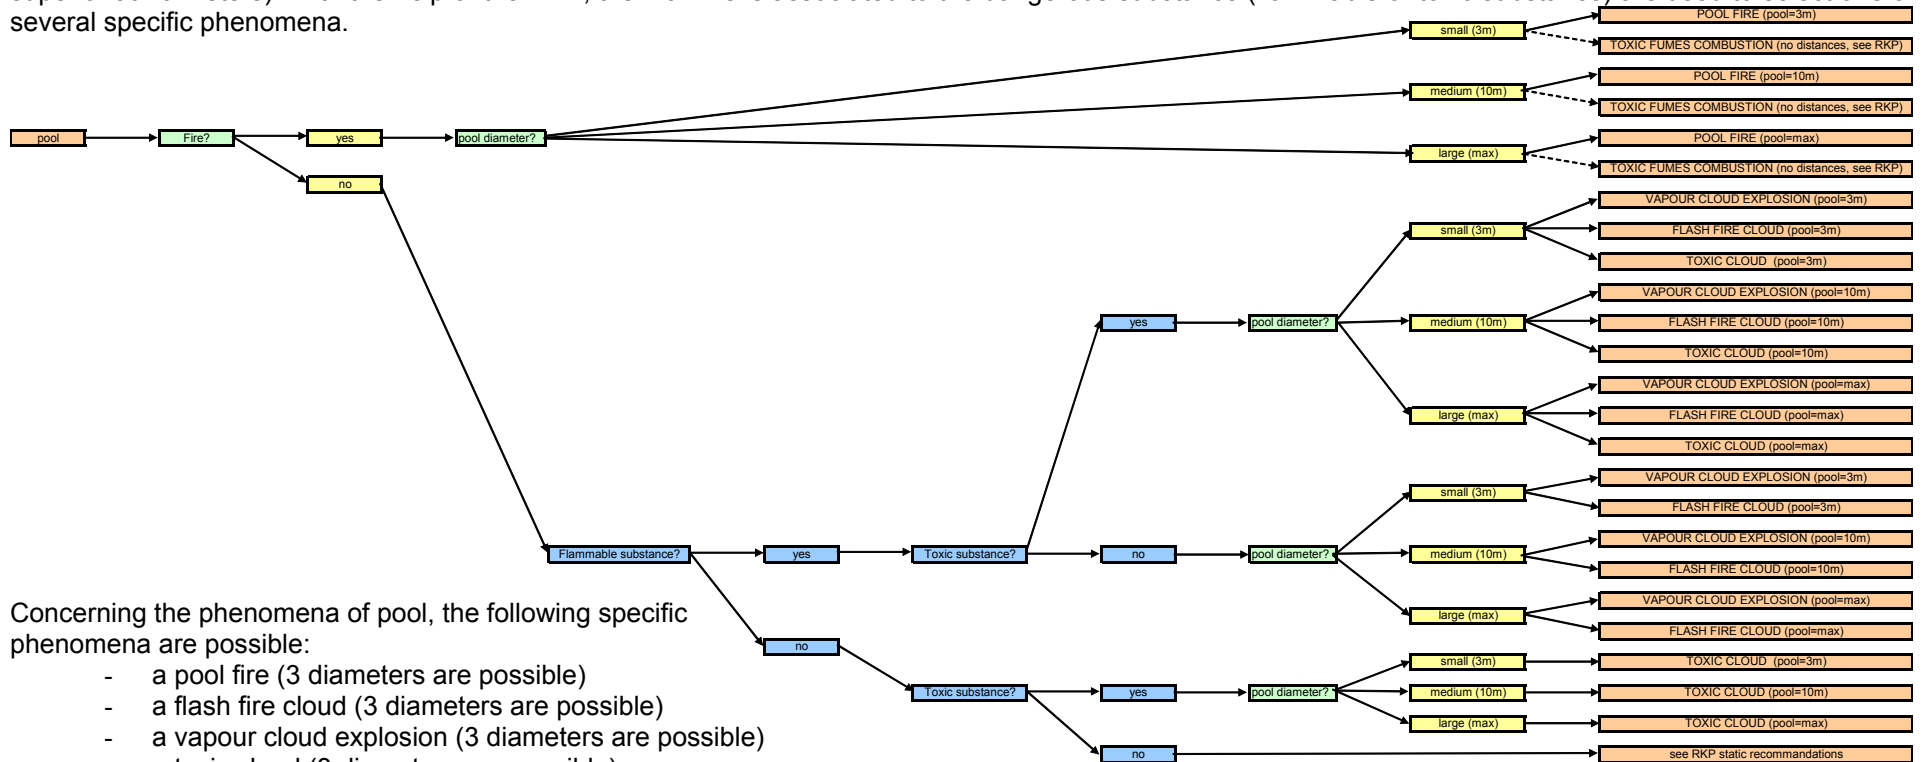 several specific phenomena.
small (3m)
POOL FIRE (pool=3m)
TOXIC FUMES COMBUSTION (no distances, see RKP)
medium (10m)
POOL FIRE (pool=10m)
TOXIC FUMES COMBUSTION (no distances, see RKP)
pool
Fire?
yes
pool diameter?
large (max)
POOL FIRE (pool=max)
TOXIC FUMES COMBUSTION (no distances, see RKP)
no
small (3m)
VAPOUR CLOUD EXPLOSION (pool=3m)
FLASH FIRE CLOUD (pool=3m)
TOXIC CLOUD (pool=3m)
yes
pool diameter?
medium (10m)
VAPOUR CLOUD EXPLOSION (pool=10m)
FLASH FIRE CLOUD (pool=10m)
TOXIC CLOUD (pool=10m)
large (max)
VAPOUR CLOUD EXPLOSION (pool=max)
FLASH FIRE CLOUD (pool=max)
TOXIC CLOUD (pool=max)
small (3m)
VAPOUR CLOUD EXPLOSION (pool=3m)
FLASH FIRE CLOUD (pool=3m)
Flammable substance?
yes
Toxic substance?
no
pool diameter?
medium (10m)
VAPOUR CLOUD EXPLOSION (pool=10m)
FLASH FIRE CLOUD (pool=10m)
large (max)
VAPOUR CLOUD EXPLOSION (pool=max)
FLASH FIRE CLOUD (pool=max)
no
Toxic substance?
yes
pool diameter?
small (3m)
TOXIC CLOUD (pool=3m)
medium (10m)
TOXIC CLOUD (pool=10m)
large (max)
TOXIC CLOUD (pool=max)
no
see RKP static recommandations
Concerning the phenomena of pool, the following specific
phenomena are possible:
- a pool fire (3 diameters are possible)
- a flash fire cloud (3 diameters are possible)
- a vapour cloud explosion (3 diameters are possible)